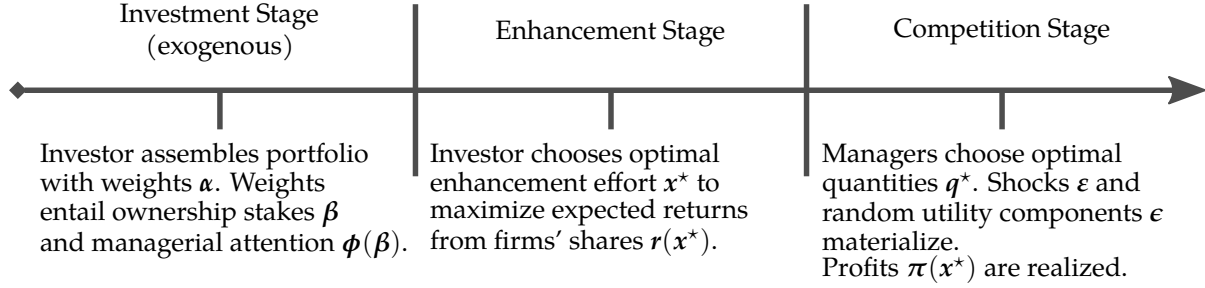 Investment Stage
(exogenous)
Enhancement Stage
Competition Stage
Investor assembles portfolio
with weights α. Weights
entail ownership stakes β
and managerial attention ϕ(β).
Investor chooses optimal
enhancement effort x⋆ to
maximize expected returns
from firms’ shares r(x⋆).
Managers choose optimal
quantities q⋆. Shocks ε and
random utility components ϵ
materialize.
Profits π(x⋆) are realized.